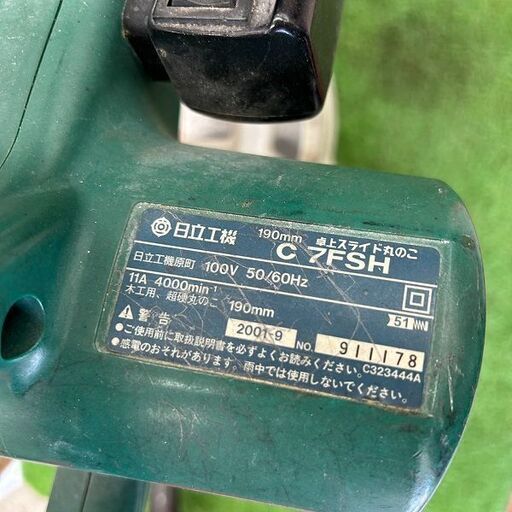 日立工機 190mm 卓上スライド丸のこ
C 7FSH
日立工機原町 100V 50/60Hz
11A 4000min⁻¹
木工用、超硬丸のこ 190mm
51
警告 2001-9 NO. 911178
●ご使用前に取扱説明書を必ずよくお読みください。
●感電のおそれがあります。雨中では使用しないでください。
C323444A